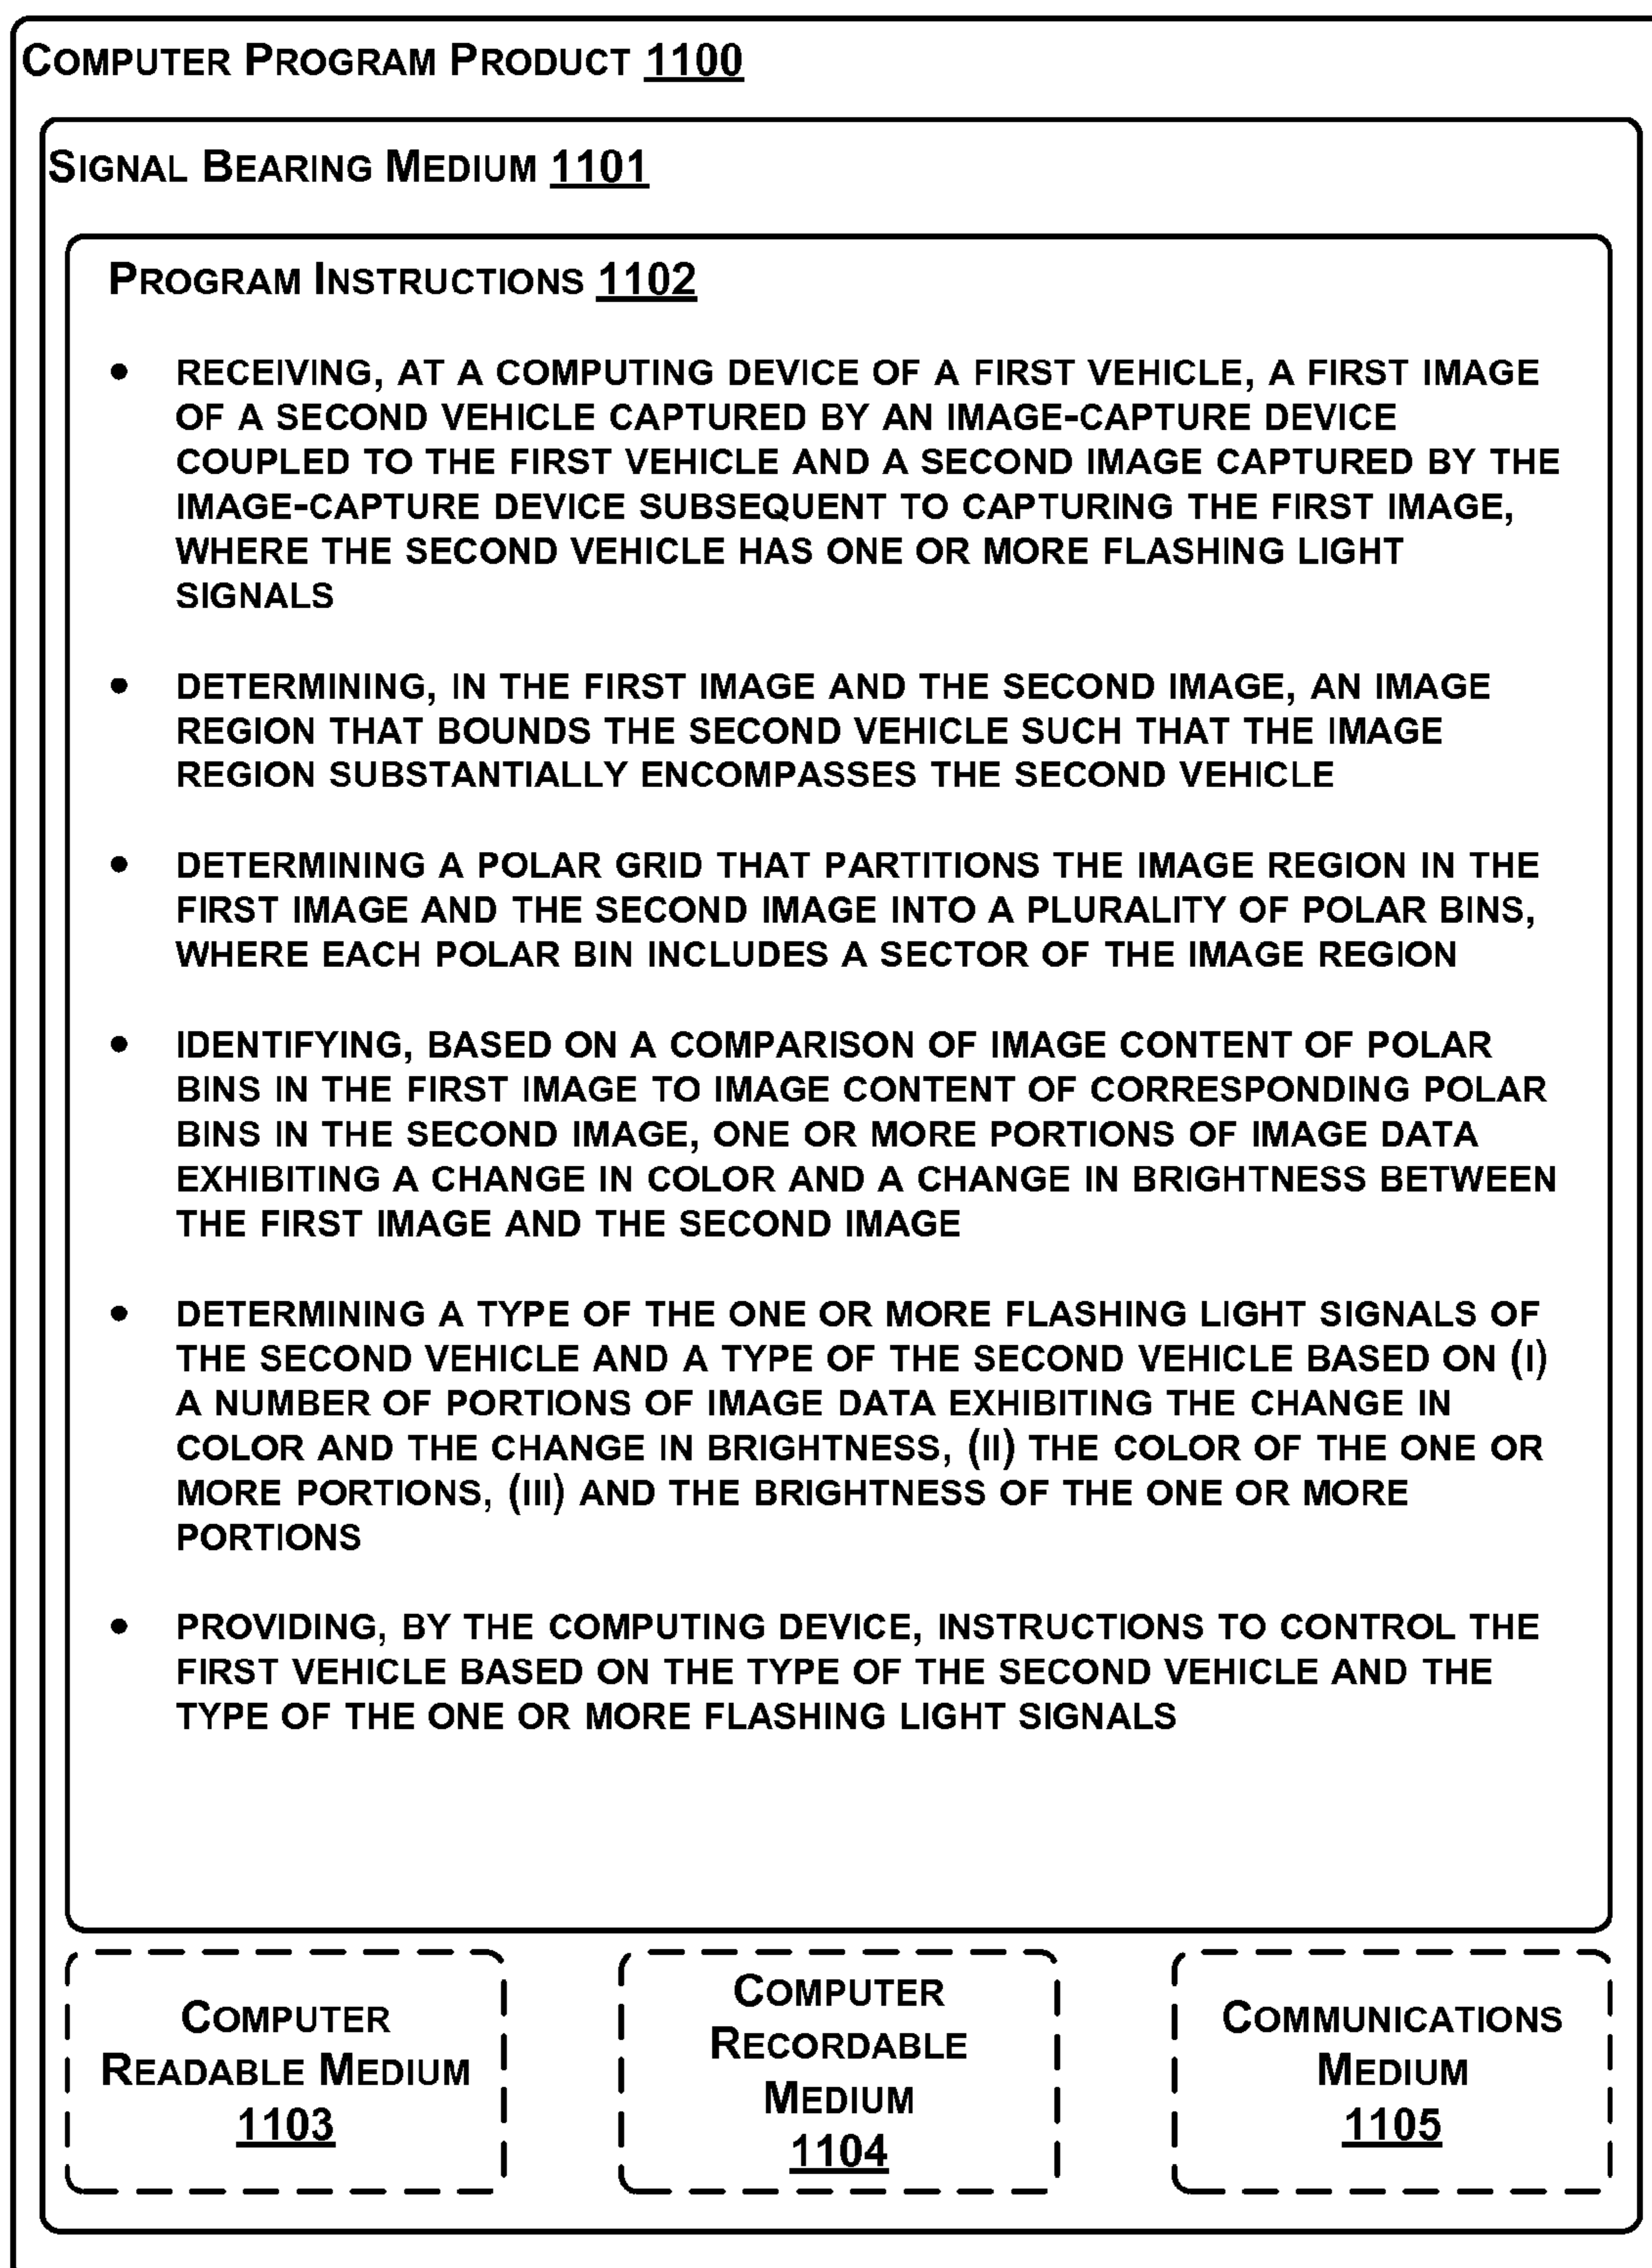 COMPUTER PROGRAM PRODUCT 1100
SIGNAL BEARING MEDIUM 1101
PROGRAM INSTRUCTIONS 1102
• RECEIVING, AT A COMPUTING DEVICE OF A FIRST VEHICLE, A FIRST IMAGE
OF A SECOND VEHICLE CAPTURED BY AN IMAGE-CAPTURE DEVICE
COUPLED TO THE FIRST VEHICLE AND A SECOND IMAGE CAPTURED BY THE
IMAGE-CAPTURE DEVICE SUBSEQUENT TO CAPTURING THE FIRST IMAGE,
WHERE THE SECOND VEHICLE HAS ONE OR MORE FLASHING LIGHT
SIGNALS
• DETERMINING, IN THE FIRST IMAGE AND THE SECOND IMAGE, AN IMAGE
REGION THAT BOUNDS THE SECOND VEHICLE SUCH THAT THE IMAGE
REGION SUBSTANTIALLY ENCOMPASSES THE SECOND VEHICLE
• DETERMINING A POLAR GRID THAT PARTITIONS THE IMAGE REGION IN THE
FIRST IMAGE AND THE SECOND IMAGE INTO A PLURALITY OF POLAR BINS,
WHERE EACH POLAR BIN INCLUDES A SECTOR OF THE IMAGE REGION
• IDENTIFYING, BASED ON A COMPARISON OF IMAGE CONTENT OF POLAR
BINS IN THE FIRST IMAGE TO IMAGE CONTENT OF CORRESPONDING POLAR
BINS IN THE SECOND IMAGE, ONE OR MORE PORTIONS OF IMAGE DATA
EXHIBITING A CHANGE IN COLOR AND A CHANGE IN BRIGHTNESS BETWEEN
THE FIRST IMAGE AND THE SECOND IMAGE
• DETERMINING A TYPE OF THE ONE OR MORE FLASHING LIGHT SIGNALS OF
THE SECOND VEHICLE AND A TYPE OF THE SECOND VEHICLE BASED ON (I)
A NUMBER OF PORTIONS OF IMAGE DATA EXHIBITING THE CHANGE IN
COLOR AND THE CHANGE IN BRIGHTNESS, (II) THE COLOR OF THE ONE OR
MORE PORTIONS, (III) AND THE BRIGHTNESS OF THE ONE OR MORE
PORTIONS
• PROVIDING, BY THE COMPUTING DEVICE, INSTRUCTIONS TO CONTROL THE
FIRST VEHICLE BASED ON THE TYPE OF THE SECOND VEHICLE AND THE
TYPE OF THE ONE OR MORE FLASHING LIGHT SIGNALS
COMPUTER
READABLE MEDIUM
1103
COMPUTER
RECORDABLE
MEDIUM
1104
COMMUNICATIONS
MEDIUM
1105